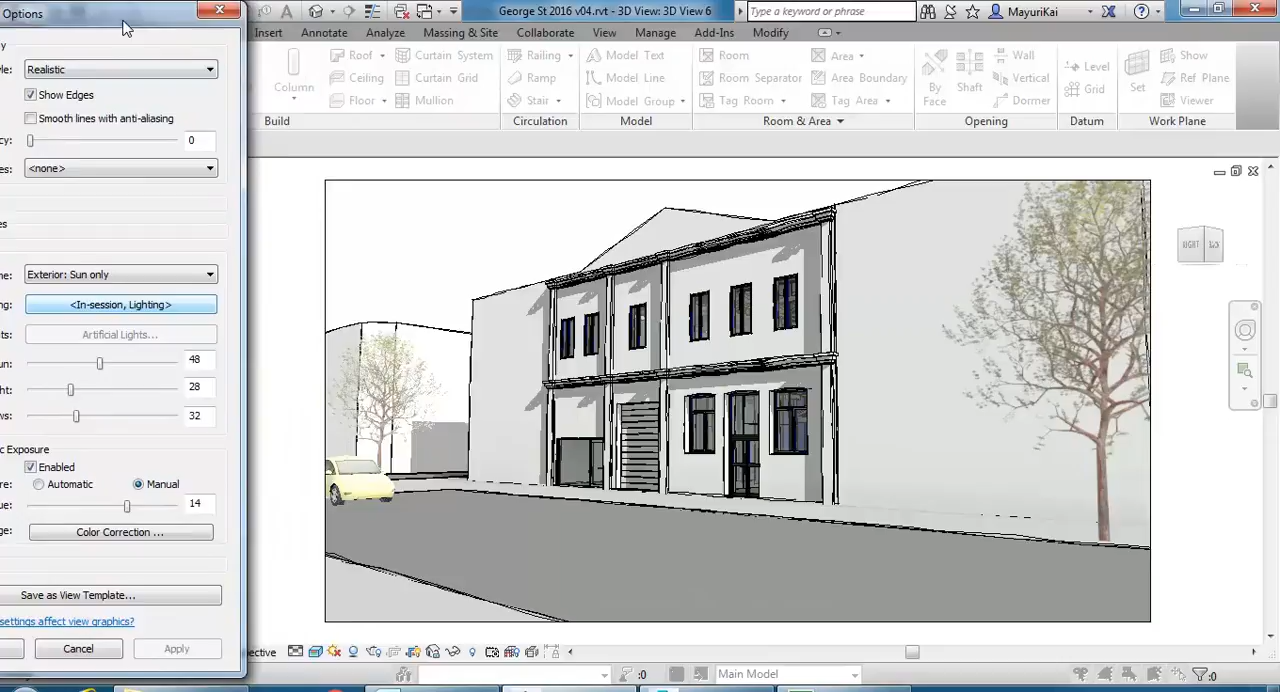 Options
George St 2016 v04.rvt - 3D View: 3D View 6
Type a keyword or phrase
MayuriKai
Insert Annotate Analyze Massing & Site Collaborate View Manage Add-Ins Modify
Column
Roof
Ceiling
Floor
Curtain System
Curtain Grid
Mullion
Build
Railing
Ramp
Stair
Circulation
Model Text
Model Line
Model Group
Model
Room
Room Separator
Tag Room
Area
Area Boundary
Tag Area
Room & Area
By
Face
Shaft
Wall
Vertical
Dormer
Opening
Level
Grid
Datum
Set
Show
Ref Plane
Viewer
Work Plane
y
le:
Realistic
Show Edges
Smooth lines with anti-aliasing
cy:
0
es:
<none>
es
ne:
Exterior: Sun only
ng:
<In-session, Lighting>
ts:
Artificial Lights...
un:
48
ht:
28
ws:
32
c Exposure
Enabled
re:
Automatic
Manual
ue:
14
ge:
Color Correction ...
Save as View Template...
settings affect view graphics?
Cancel
Apply
RIGHT
ective
:0
Main Model
:0